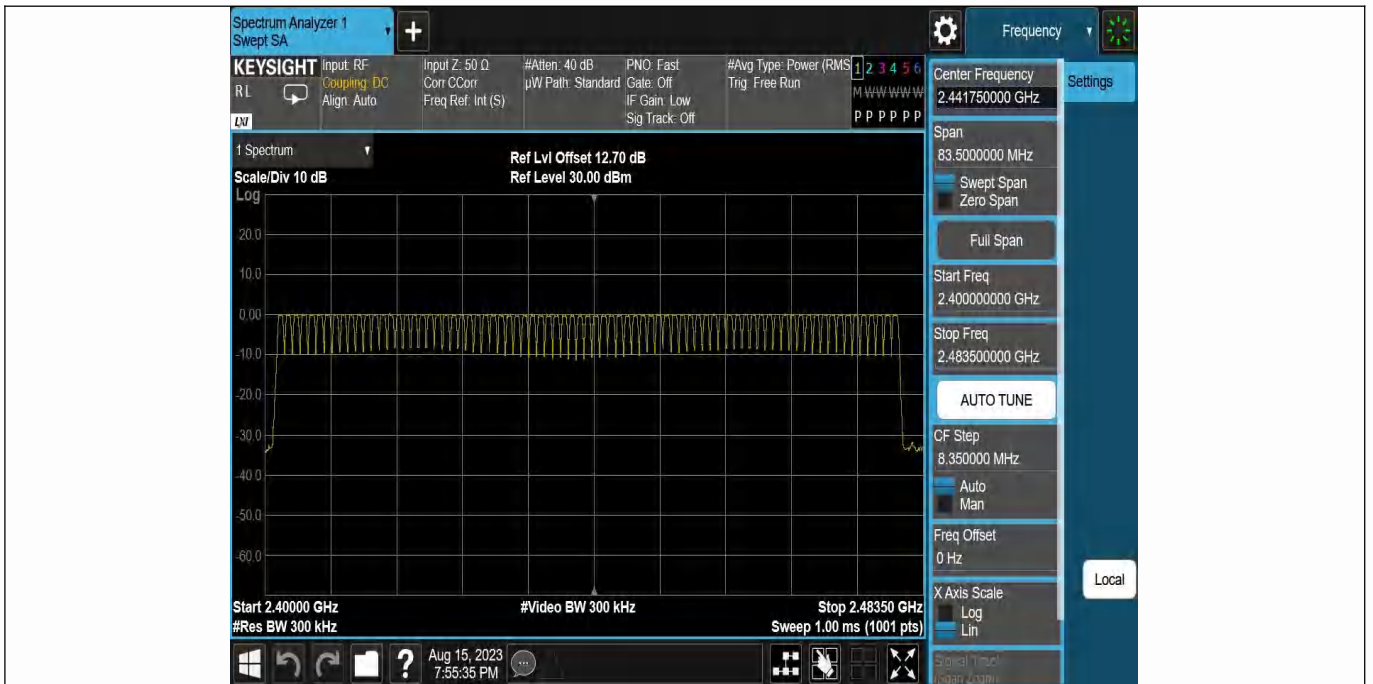 Spectrum Analyzer 1
Swept SA
+
Frequency
KEYSIGHT
RL
LXI
Input: RF
Coupling: DC
Align: Auto
Input Z: 50 Ω
Corr CCorr
Freq Ref: Int (S)
#Atten: 40 dB
µW Path: Standard
PNO: Fast
Gate: Off
IF Gain: Low
Sig Track: Off
#Avg Type: Power (RMS
Trig: Free Run
1 2 3 4 5 6
M W W W W W
P P P P P P
1 Spectrum
Scale/Div 10 dB
Ref Lvl Offset 12.70 dB
Ref Level 30.00 dBm
Log
20.0
10.0
0.00
-10.0
-20.0
-30.0
-40.0
-50.0
-60.0
Start 2.40000 GHz
#Res BW 300 kHz
#Video BW 300 kHz
Stop 2.48350 GHz
Sweep 1.00 ms (1001 pts)
Center Frequency
2.441750000 GHz
Settings
Span
83.5000000 MHz
Swept Span
Zero Span
Full Span
Start Freq
2.400000000 GHz
Stop Freq
2.483500000 GHz
AUTO TUNE
CF Step
8.350000 MHz
Auto
Man
Freq Offset
0 Hz
X Axis Scale
Log
Lin
Signal Track
(Span Zoom)
Local
?
Aug 15, 2023
7:55:35 PM